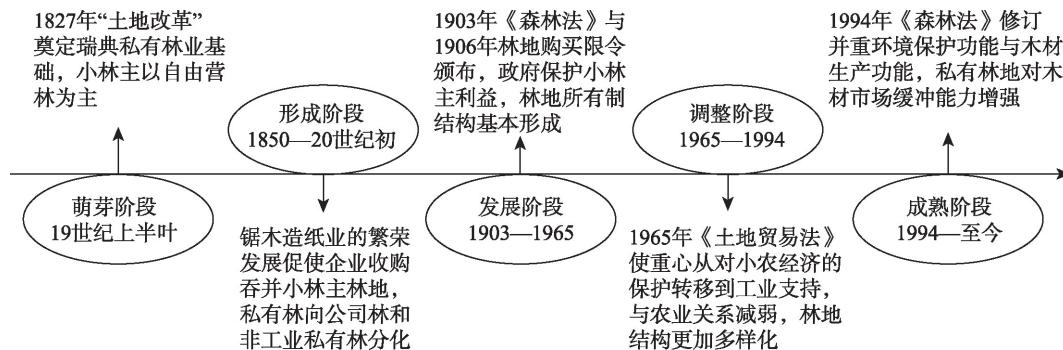 1827年“土地改革”
奠定瑞典私有林业基
础，小林主以自由营
林为主
萌芽阶段
19世纪上半叶
形成阶段
1850—20世纪初
锯木造纸业的繁荣
发展促使企业收购
吞并小林主林地，
私有林向公司林和
非工业私有林分化
1903年《森林法》与
1906年林地购买限令
颁布，政府保护小林
主利益，林地所有制
结构基本形成
发展阶段
1903—1965
调整阶段
1965—1994
1965年《土地贸易法》
使重心从对小农经济的
保护转移到工业支持，
与农业关系减弱，林地
结构更加多样化
1994年《森林法》修订
并重环境保护功能与木材
生产功能，私有林地对木
材市场缓冲能力增强
成熟阶段
1994—至今